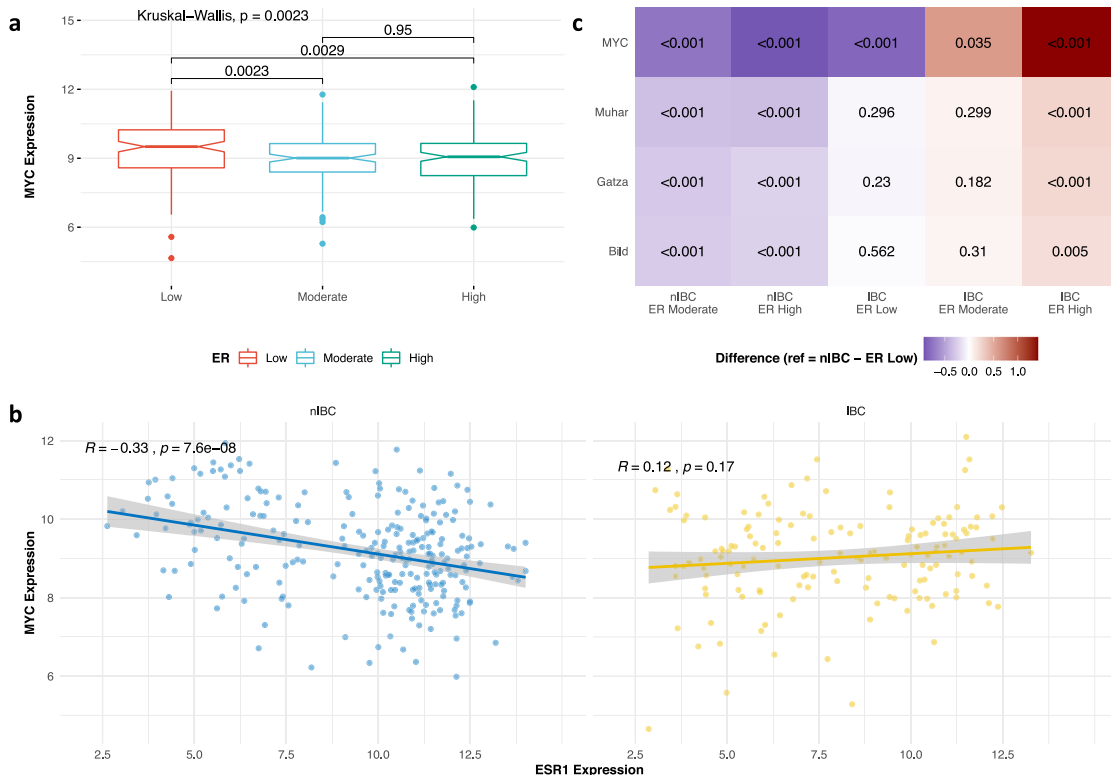 a
Kruskal-Wallis, p = 0.0023
0.95
0.0029
0.0023
MYC Expression
15
12
9
6
Low
Moderate
High
ER
Low
Moderate
High
c
MYC
<0.001
<0.001
<0.001
0.035
<0.001
Muhar
<0.001
<0.001
0.296
0.299
<0.001
Gatza
<0.001
<0.001
0.23
0.182
<0.001
Bild
<0.001
<0.001
0.562
0.31
0.005
nIBC
ER Moderate
nIBC
ER High
IBC
ER Low
IBC
ER Moderate
IBC
ER High
Difference (ref = nIBC − ER Low)
−0.5 0.0 0.5 1.0
b
nIBC
R = −0.33 , p = 7.6e−08
IBC
R = 0.12 , p = 0.17
MYC Expression
12
10
8
6
2.5
5.0
7.5
10.0
12.5
2.5
5.0
7.5
10.0
12.5
ESR1 Expression